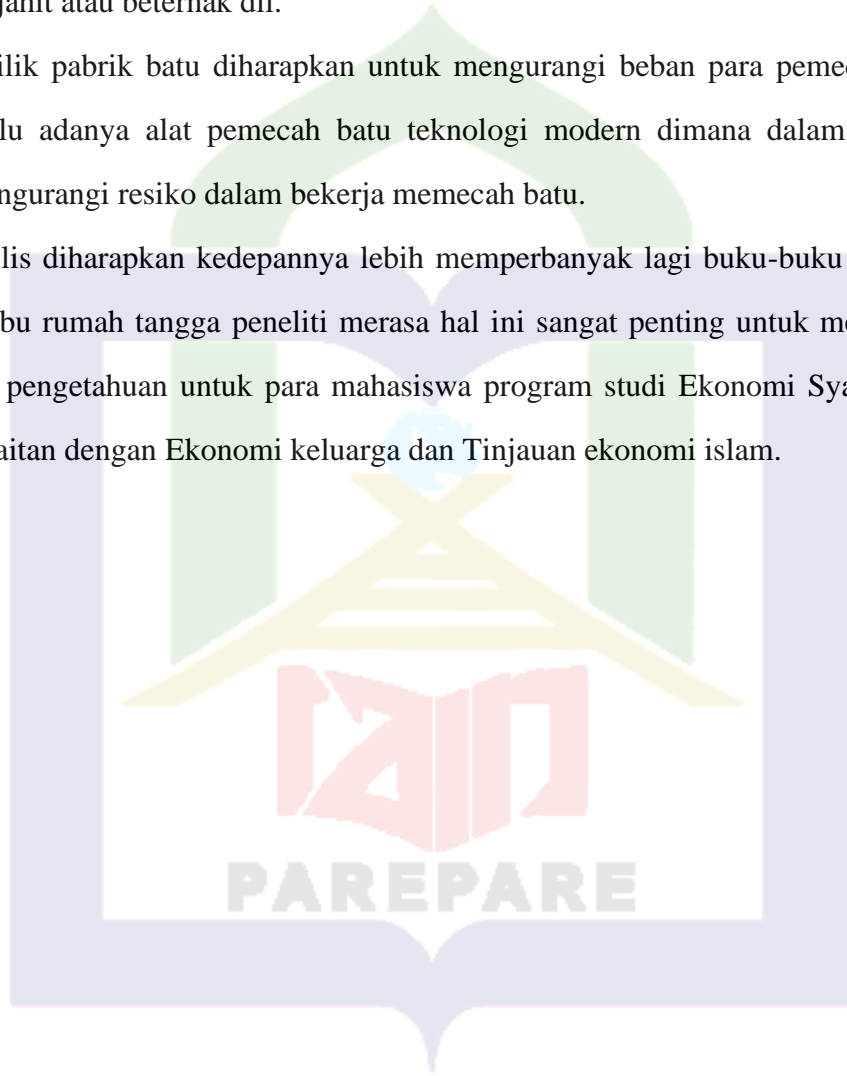 jahit atau beternak dll.
ilik pabrik batu diharapkan untuk mengurangi beban para peme
lu adanya alat pemecah batu teknologi modern dimana dalam
ngurangi resiko dalam bekerja memecah batu.
lis diharapkan kedepannya lebih memperbanyak lagi buku-buku
bu rumah tangga peneliti merasa hal ini sangat penting untuk me
pengetahuan untuk para mahasiswa program studi Ekonomi Sya
aitan dengan Ekonomi keluarga dan Tinjauan ekonomi islam.
iain
PAREPARE